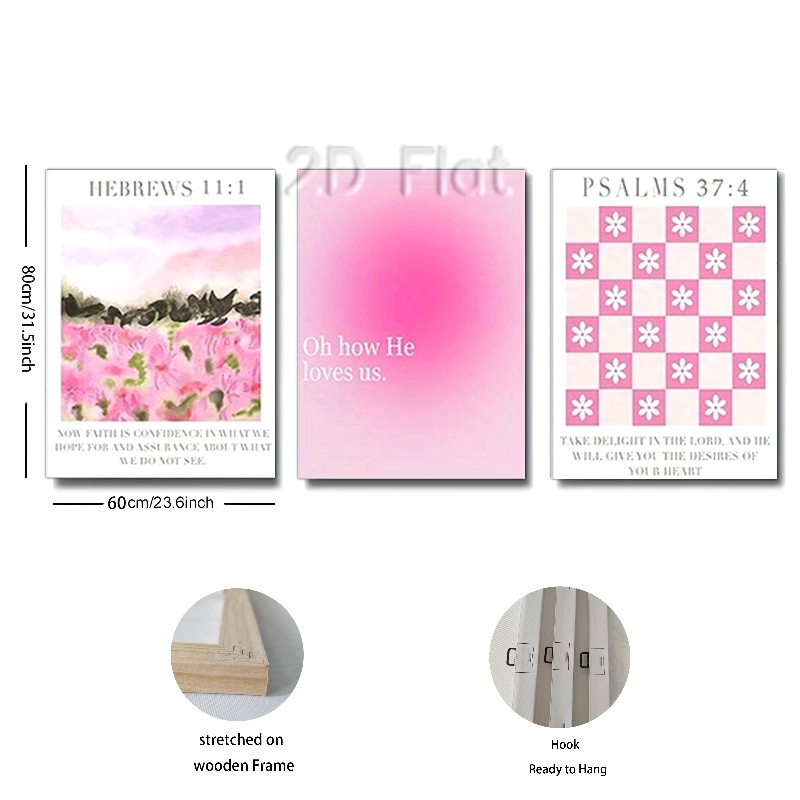 2D Flat
HEBREWS 11:1
PSALMS 37:4
80cm/31.5inch
Oh how He
loves us.
NOW FAITH IS CONFIDENCE IN WHAT WE
HOPE FOR AND ASSURANCE ABOUT WHAT
WE DO NOT SEE.
TAKE DELIGHT IN THE LORD, AND HE
WILL GIVE YOU THE DESIRES OF
YOUR HEART
60cm/23.6inch
stretched on
wooden Frame
Hook
Ready to Hang